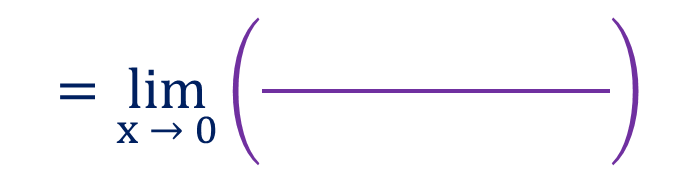 = lim
x → 0
( )